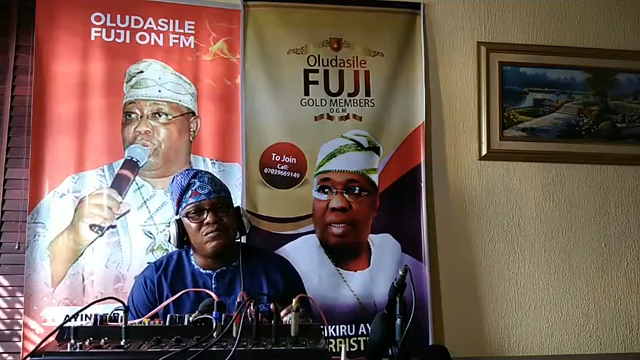 OLUDASILE
FUJI ON FM
Oludasile
FUJI
GOLD MEMBERS
OGM
To Join
Call:
07039669149